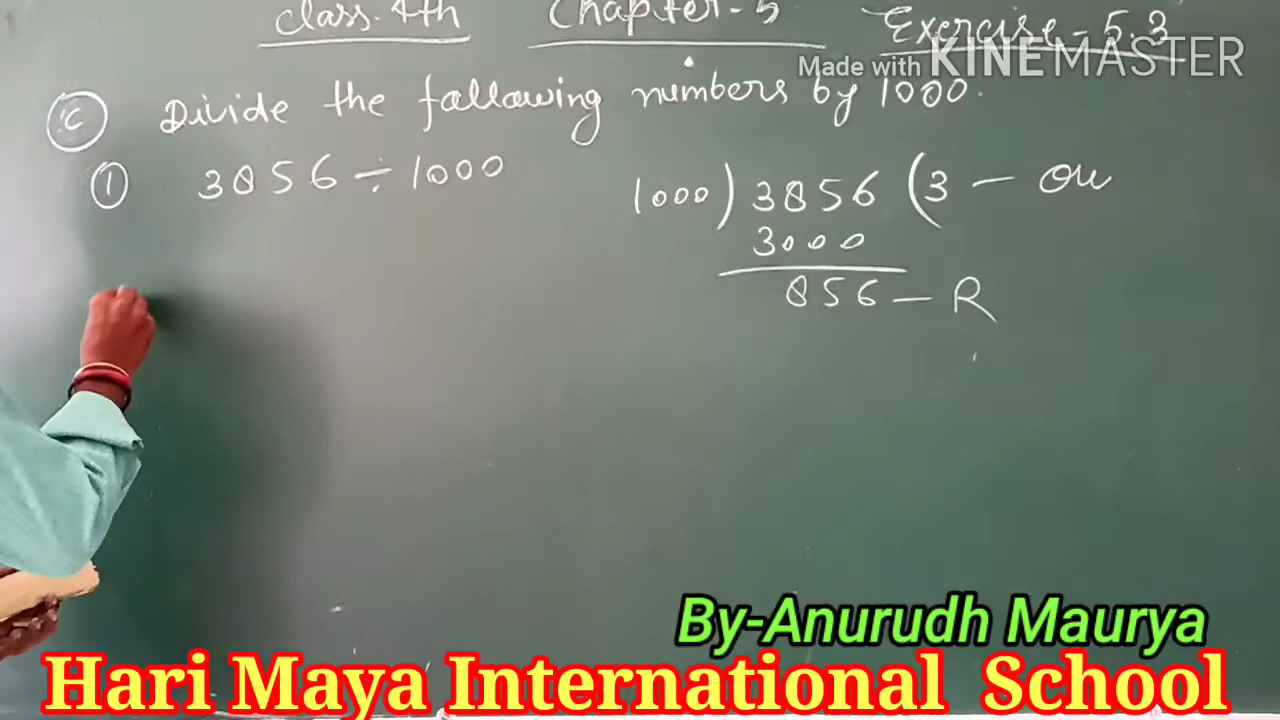 Class. 4th Chapter-5 Exercise-5.3
Made with KINEMASTER
C Divide the following numbers by 1000.
1 3856 ÷ 1000
1000 ) 3856 ( 3 — Qu
3000
856 — R
By-Anurudh Maurya
Hari Maya International School